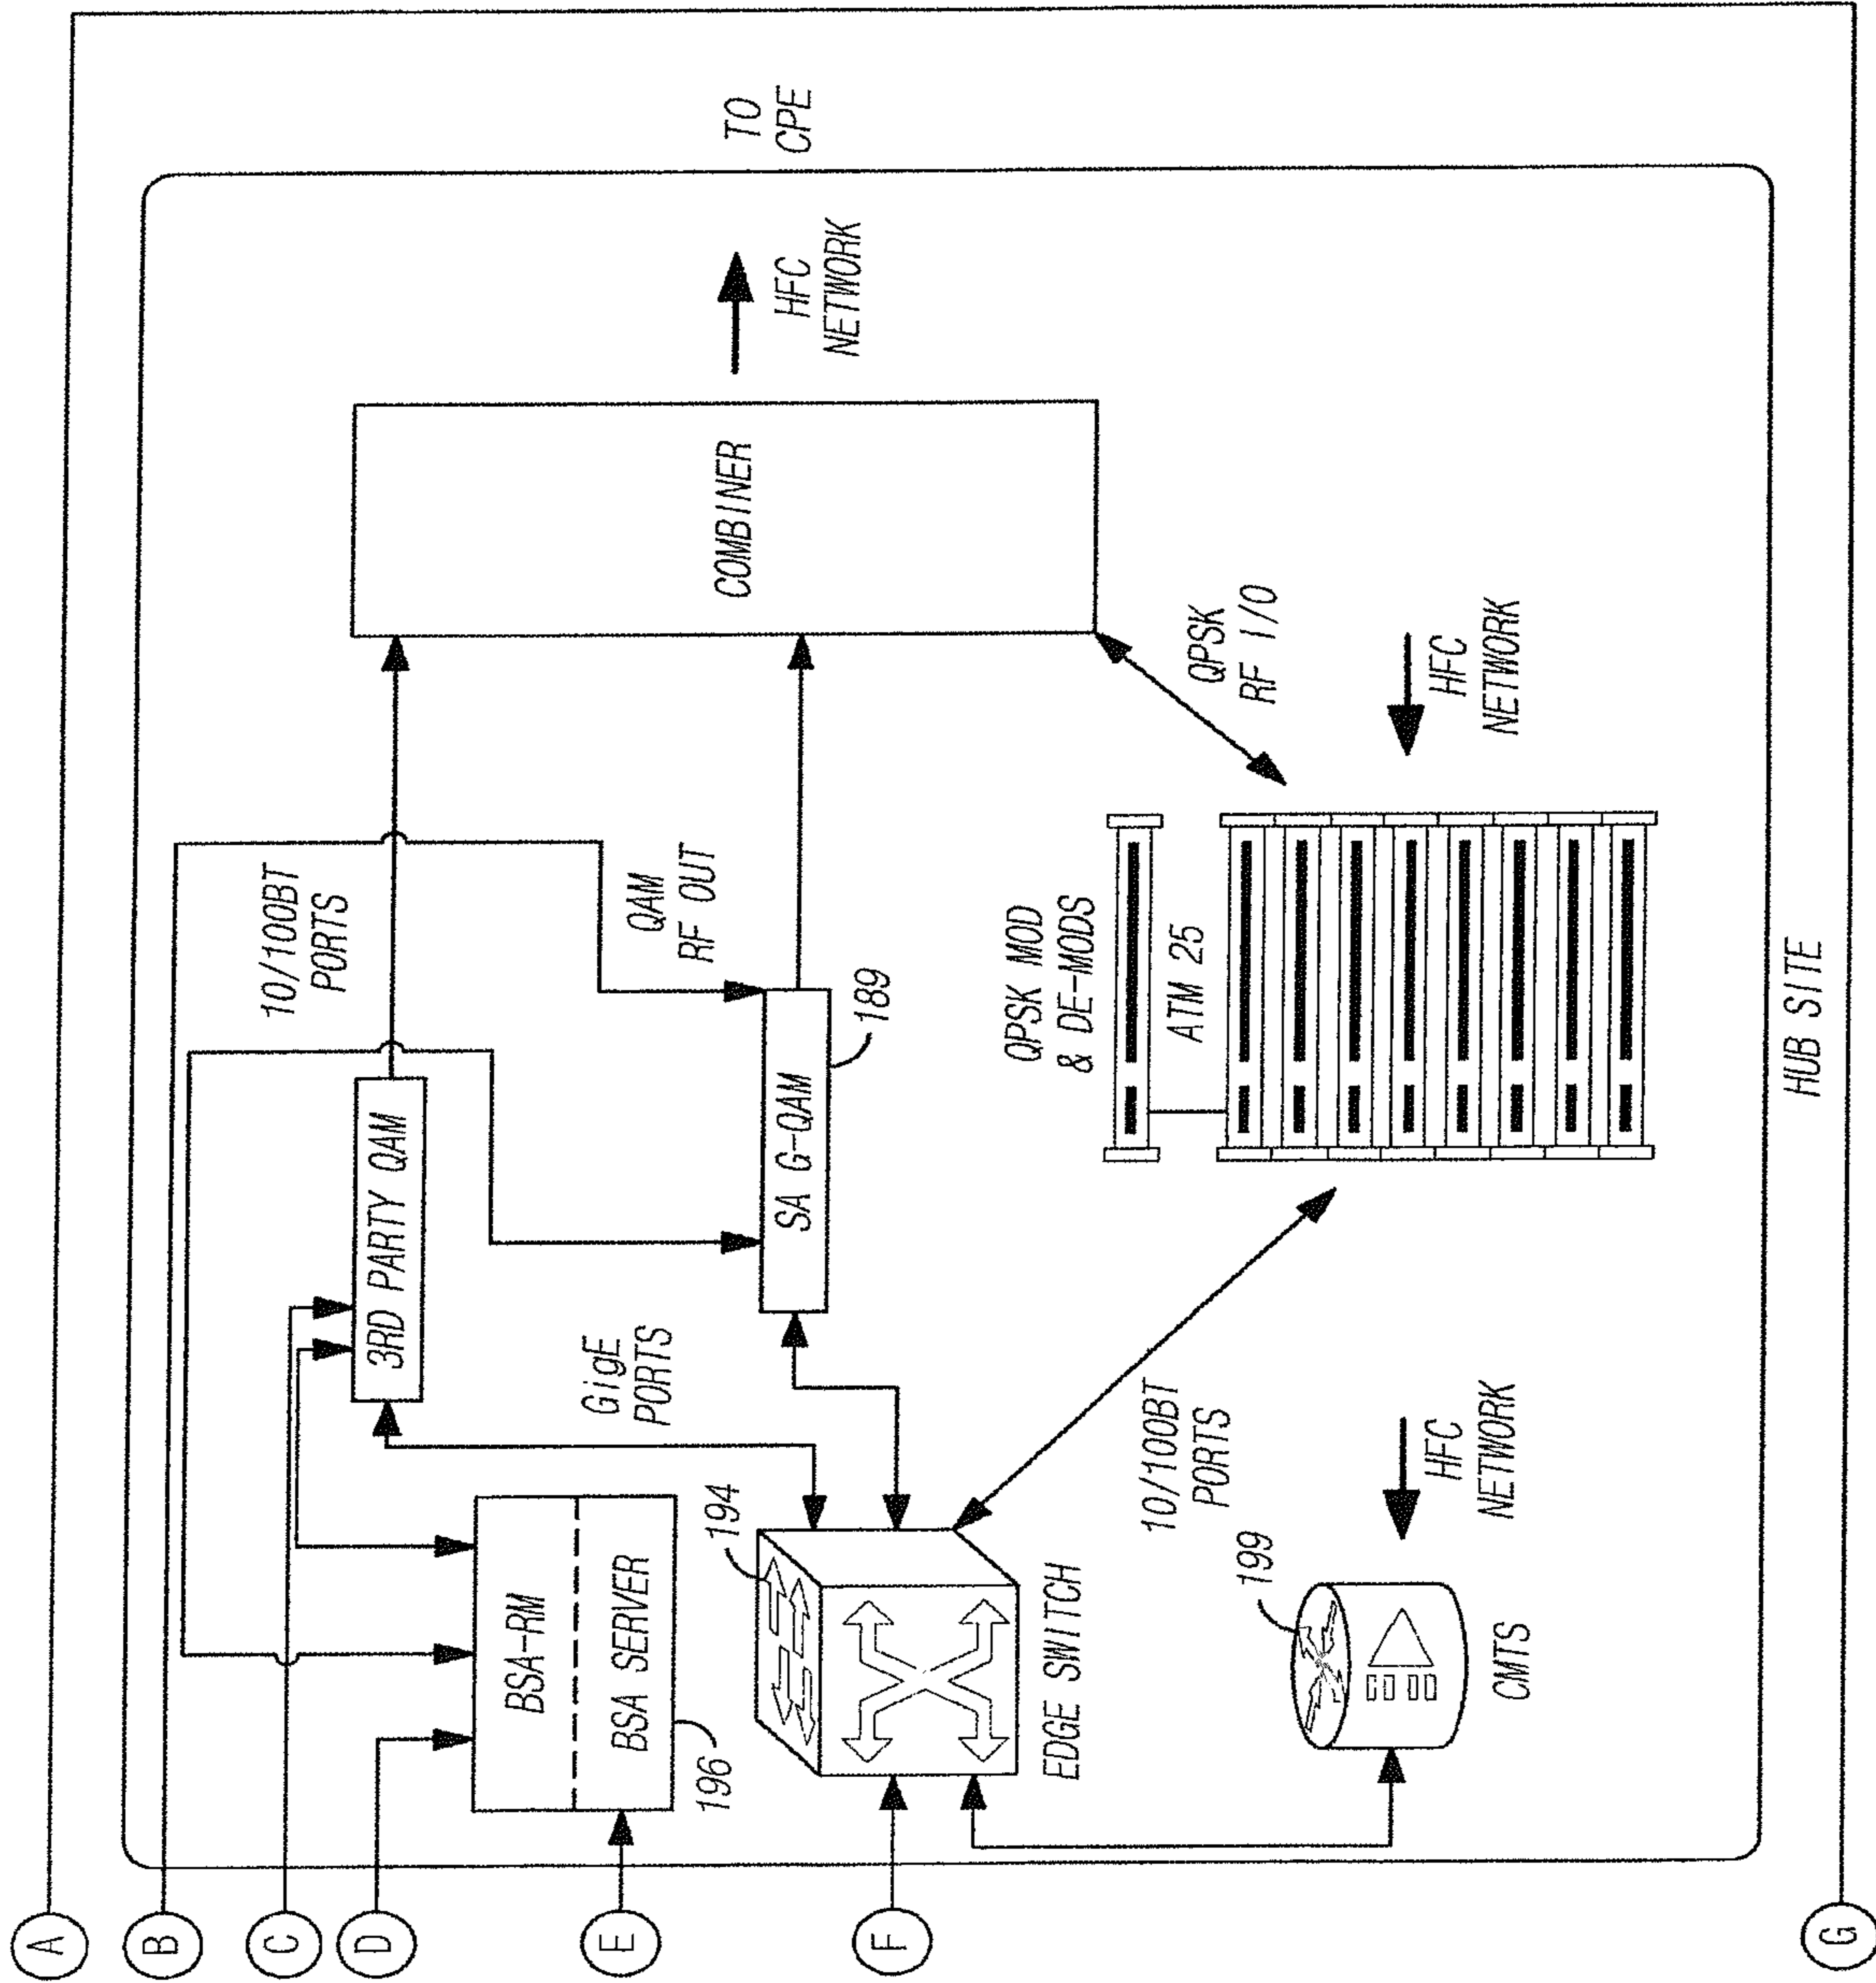 A
B
C
D
E
F
G
10/100BT
PORTS
3RD PARTY QAM
BSA-RM
BSA SERVER
196
GigE
PORTS
QAM
RF OUT
SA G-QAM
189
194
EDGE SWITCH
COMBINER
HFC
NETWORK
TO
CPE
QPSK
RF I/O
QPSK MOD
& DE-MODS
ATM 25
HFC
NETWORK
10/100BT
PORTS
199
CMTS
HFC
NETWORK
HUB SITE